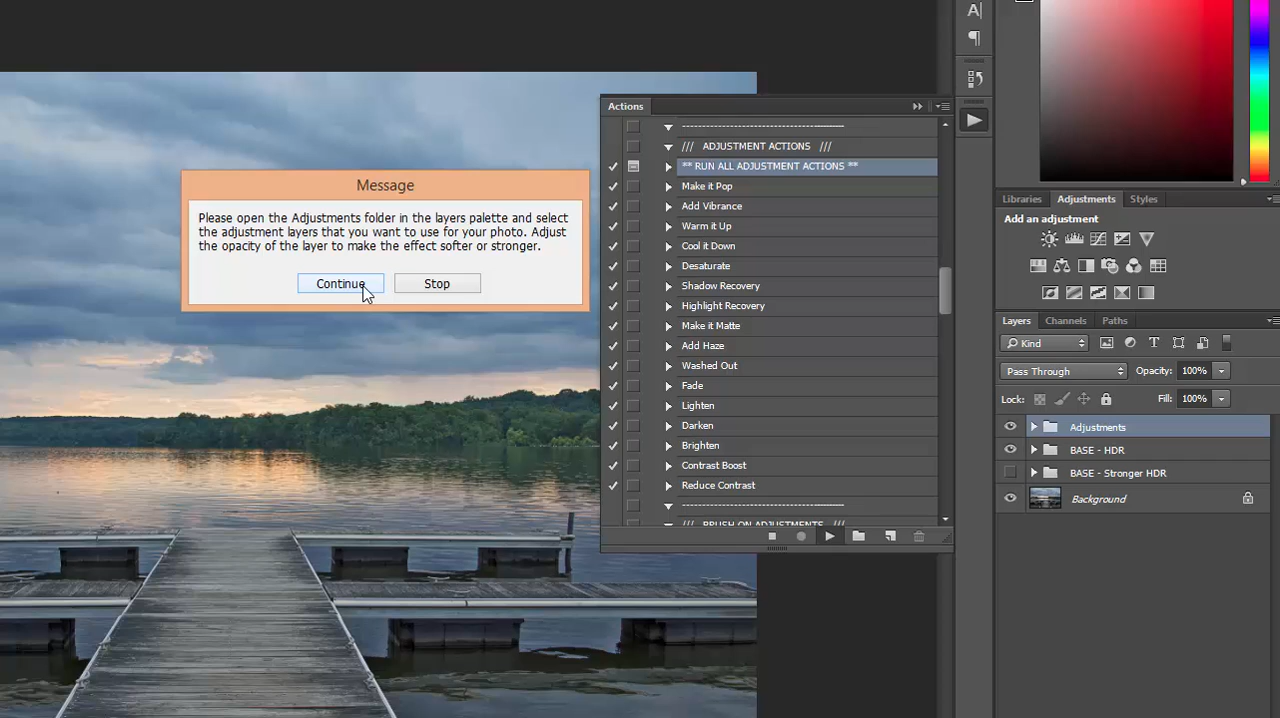 Message
Please open the Adjustments folder in the layers palette and select
the adjustment layers that you want to use for your photo. Adjust
the opacity of the layer to make the effect softer or stronger.
Continue
Stop
Actions
/// ADJUSTMENT ACTIONS ///
** RUN ALL ADJUSTMENT ACTIONS **
Make it Pop
Add Vibrance
Warm it Up
Cool it Down
Desaturate
Shadow Recovery
Highlight Recovery
Make it Matte
Add Haze
Washed Out
Fade
Lighten
Darken
Brighten
Contrast Boost
Reduce Contrast
/// BRUSH ON ADJUSTMENTS ///
A|
Libraries
Adjustments
Styles
Add an adjustment
Layers
Channels
Paths
Kind
T
Pass Through
Opacity: 100%
Lock:
Fill: 100%
Adjustments
BASE - HDR
BASE - Stronger HDR
Background